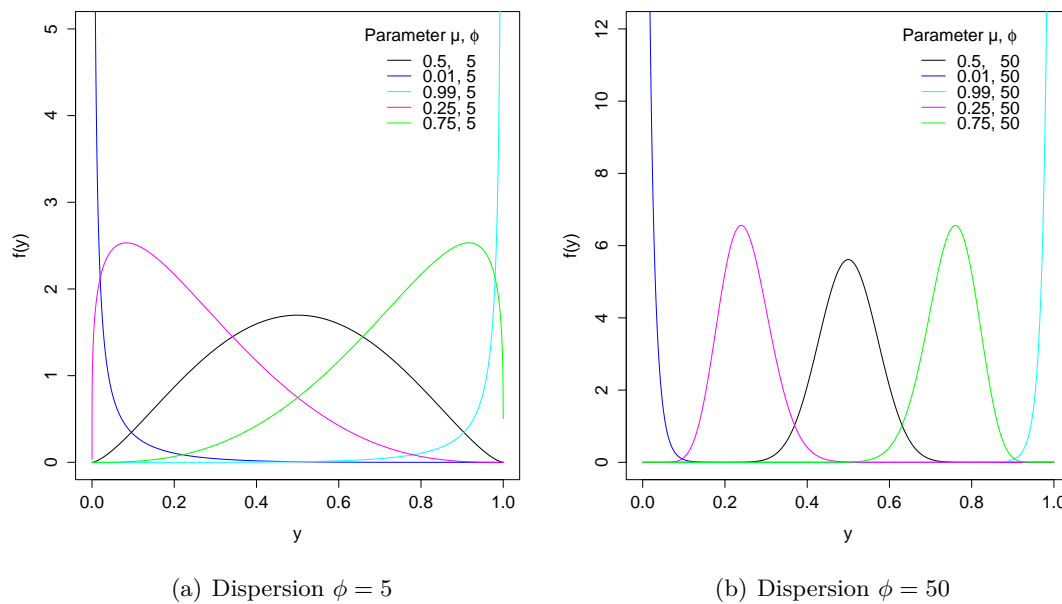 Parameter μ, ϕ
0.5, 5
0.01, 5
0.99, 5
0.25, 5
0.75, 5
f(y)
5
4
3
2
1
0
0.0 0.2 0.4 0.6 0.8 1.0
y
(a) Dispersion ϕ = 5
Parameter μ, ϕ
0.5, 50
0.01, 50
0.99, 50
0.25, 50
0.75, 50
f(y)
12
10
8
6
4
2
0
0.0 0.2 0.4 0.6 0.8 1.0
y
(b) Dispersion ϕ = 50